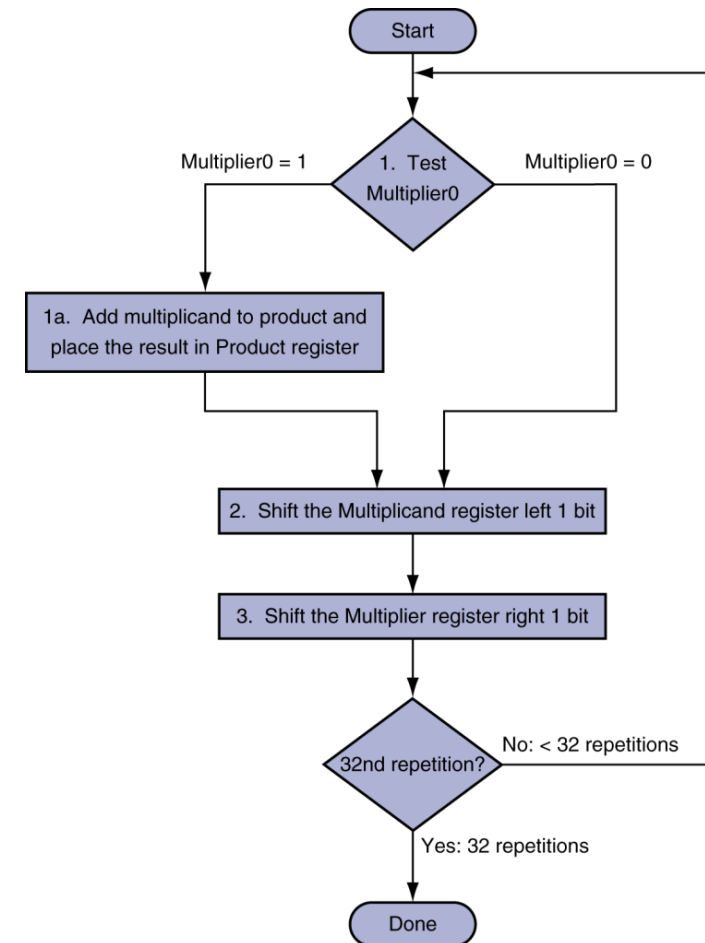 Start
Multiplier0 = 1
1. Test
Multiplier0
Multiplier0 = 0
1a. Add multiplicand to product and
place the result in Product register
2. Shift the Multiplicand register left 1 bit
3. Shift the Multiplier register right 1 bit
32nd repetition?
No: < 32 repetitions
Yes: 32 repetitions
Done